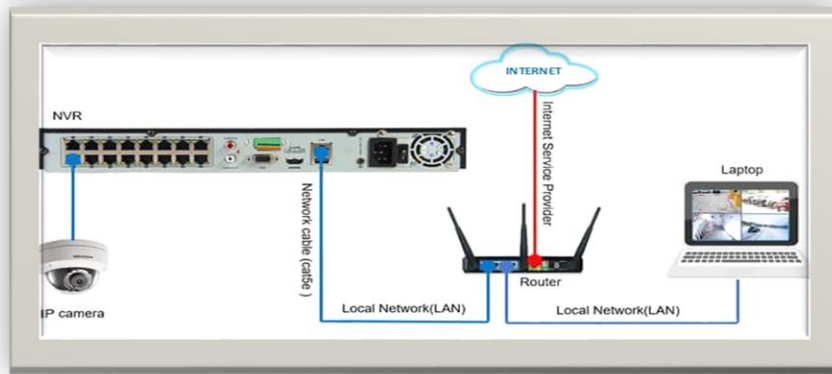 INTERNET
NVR
Internet Service Provider
Laptop
Network cable (cat5e )
Router
IP camera
Local Network(LAN)
Local Network(LAN)